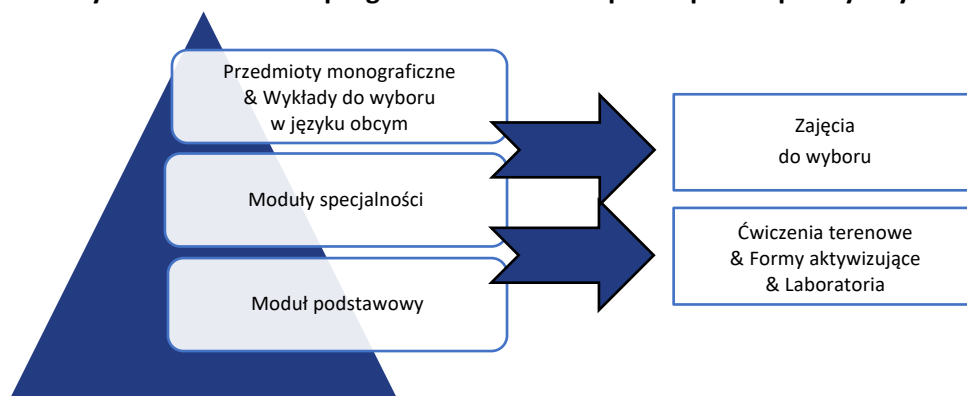 Przedmioty monograficzne
& Wykłady do wyboru
w języku obcym
Moduły specjalności
Moduł podstawowy
Zajęcia
do wyboru
Ćwiczenia terenowe
& Formy aktywizujące
& Laboratoria